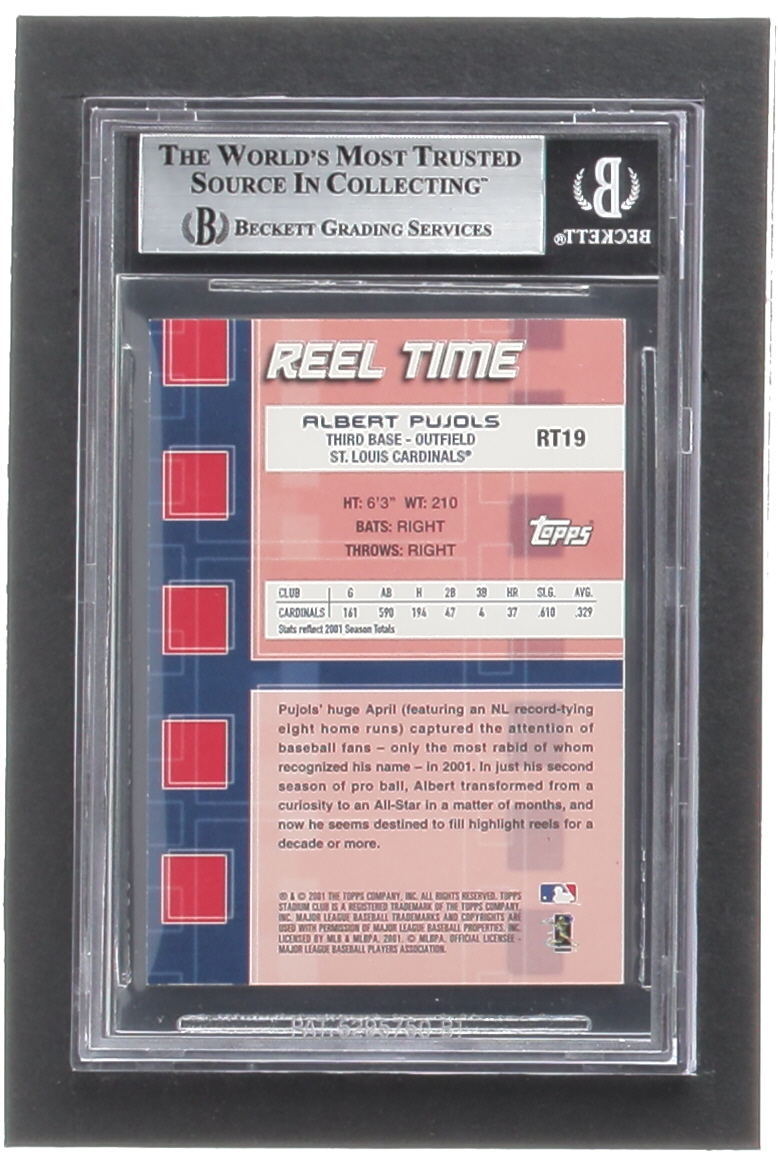 THE WORLD'S MOST TRUSTED
SOURCE IN COLLECTING™
B BECKETT GRADING SERVICES
B
BECKETT®
REEL TIME
ALBERT PUJOLS
THIRD BASE - OUTFIELD
ST. LOUIS CARDINALS®
RT19
HT: 6'3" WT: 210
BATS: RIGHT
THROWS: RIGHT
Topps
CLUB G AB H 2B 3B HR SLG. AVG.
CARDINALS 161 590 194 47 4 37 .610 .329
Stats reflect 2001 Season Totals
Pujols' huge April (featuring an NL record-tying
eight home runs) captured the attention of
baseball fans – only the most rabid of whom
recognized his name – in 2001. In just his second
season of pro ball, Albert transformed from a
curiosity to an All-Star in a matter of months, and
now he seems destined to fill highlight reels for a
decade or more.
® & © 2001 THE TOPPS COMPANY, INC. ALL RIGHTS RESERVED. TOPPS
STADIUM CLUB IS A REGISTERED TRADEMARK OF THE TOPPS COMPANY,
INC. MAJOR LEAGUE BASEBALL TRADEMARKS AND COPYRIGHTS ARE
USED WITH PERMISSION OF MAJOR LEAGUE BASEBALL PROPERTIES, INC.
LICENSED BY MLB & MLBPA, 2001. © MLBPA. OFFICIAL LICENSEE -
MAJOR LEAGUE BASEBALL PLAYERS ASSOCIATION.
PAT. 6295750 B1